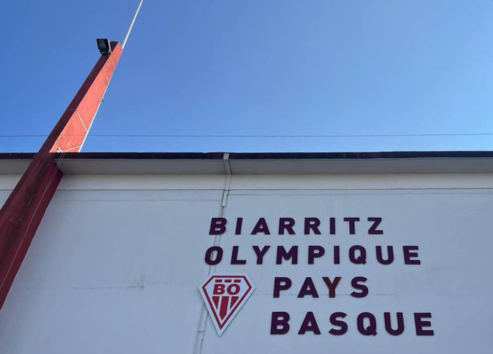 BIARRITZ
OLYMPIQUE
PAYS
BO
BASQUE